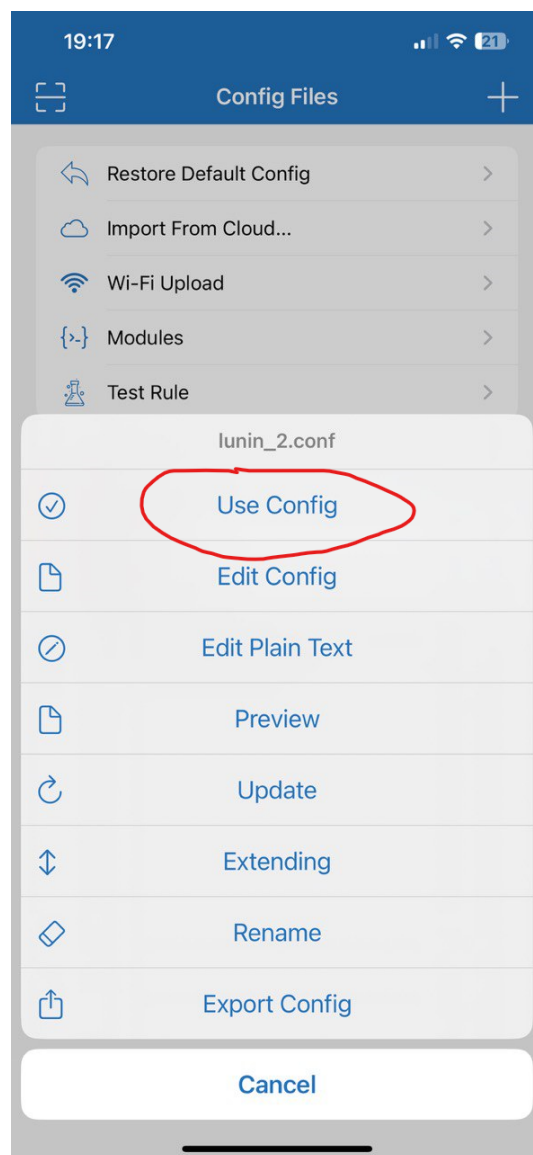 19:17
21
Config Files
Restore Default Config
Import From Cloud...
Wi-Fi Upload
Modules
Test Rule
lunin_2.conf
Use Config
Edit Config
Edit Plain Text
Preview
Update
Extending
Rename
Export Config
Cancel